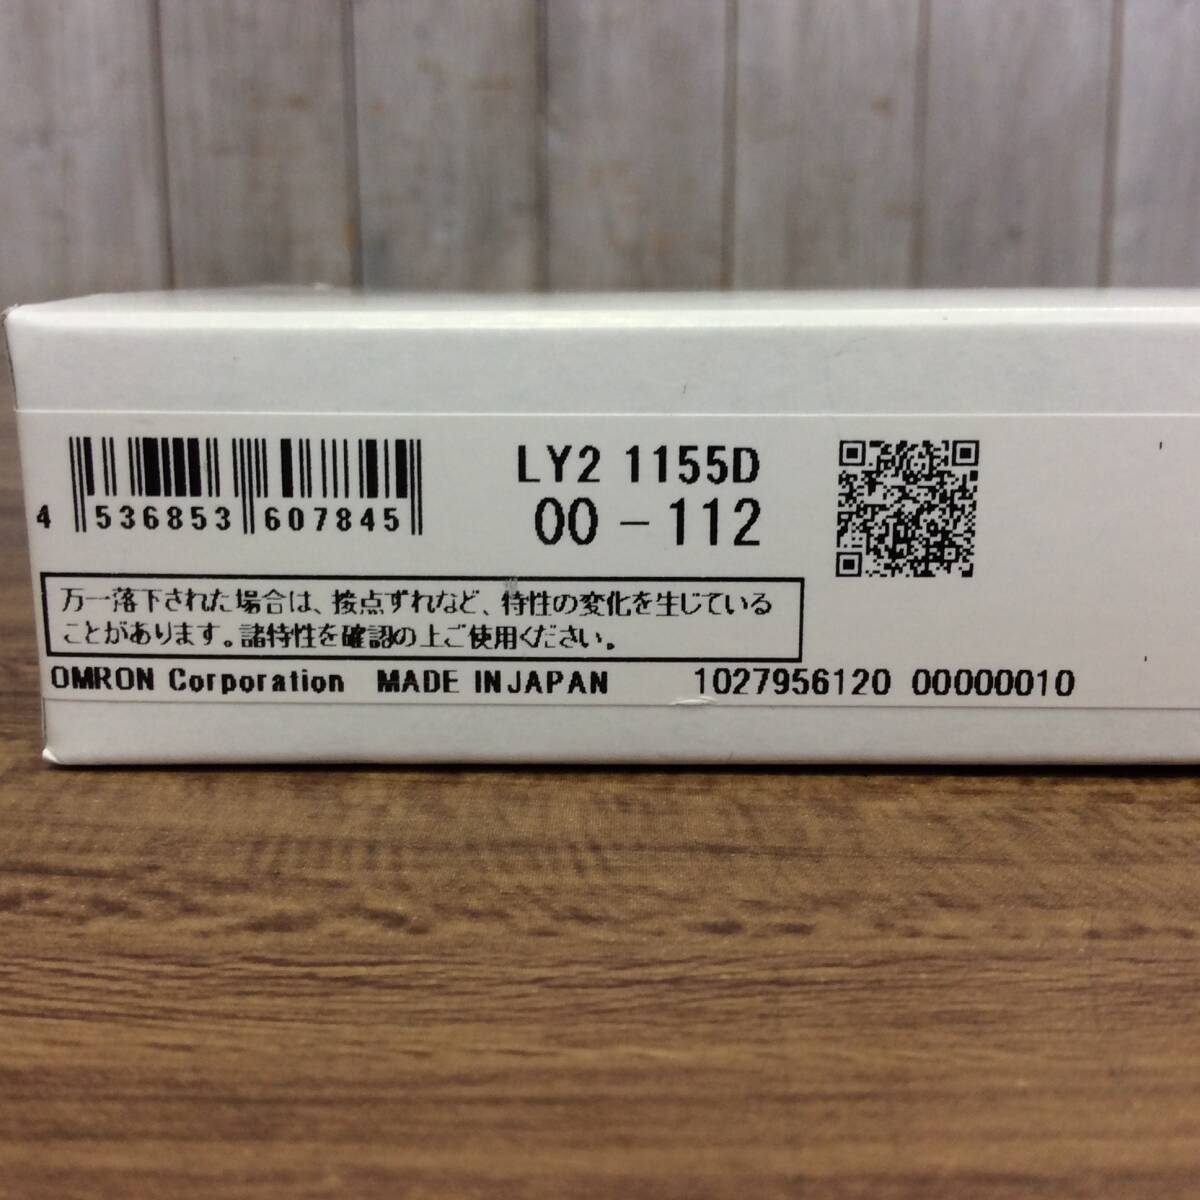 LY2 1155D
00-112
4 536853 607845
万一落下された場合は、接点ずれなど、特性の変化を生じている
ことがあります。諸特性を確認の上ご使用ください。
OMRON Corporation MADE IN JAPAN 1027956120 00000010